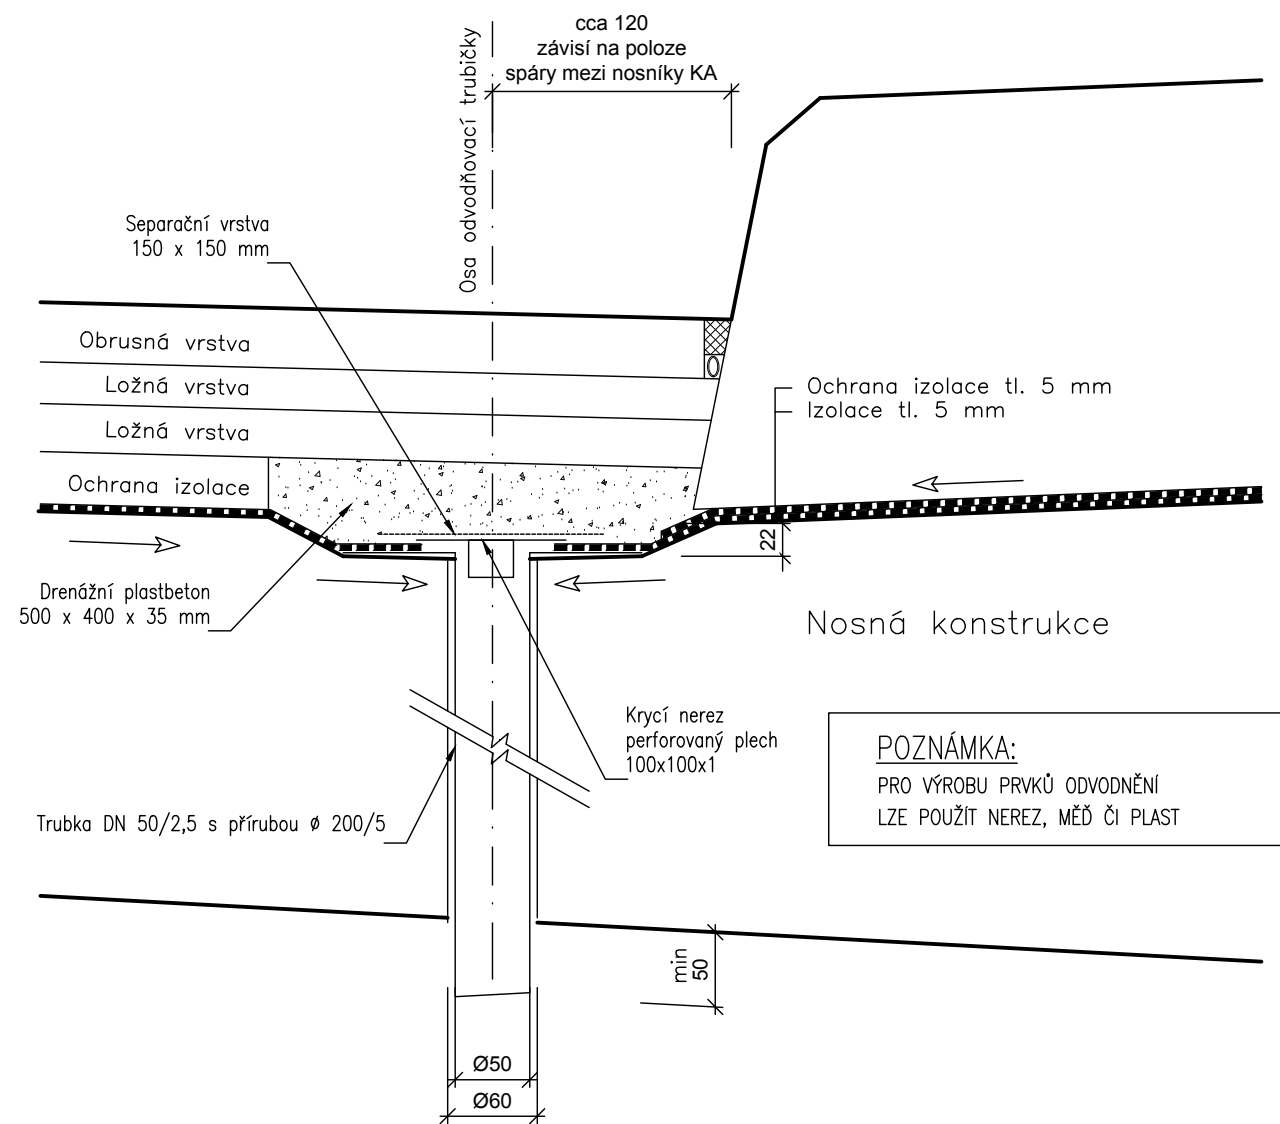 cca 120
závisí na poloze
spáry mezi nosníky KA
Osa odvodňovací trubičky
Separační vrstva
150 x 150 mm
Obrusná vrstva
Ložná vrstva
Ložná vrstva
Ochrana izolace
Ochrana izolace tl. 5 mm
Izolace tl. 5 mm
22
Drenážní plastbeton
500 x 400 x 35 mm
Nosná konstrukce
Krycí nerez
perforovaný plech
100x100x1
POZNÁMKA:
PRO VÝROBU PRVKŮ ODVODNĚNÍ
LZE POUŽÍT NEREZ, MĚĎ ČI PLAST
Trubka DN 50/2,5 s přírubou ø 200/5
min
50
Ø50
Ø60